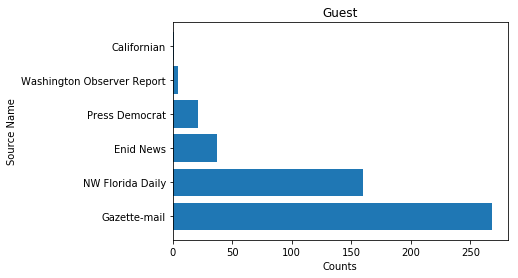 Guest
Californian
Washington Observer Report
Press Democrat
Enid News
NW Florida Daily
Gazette-mail
Source Name
0 50 100 150 200 250
Counts